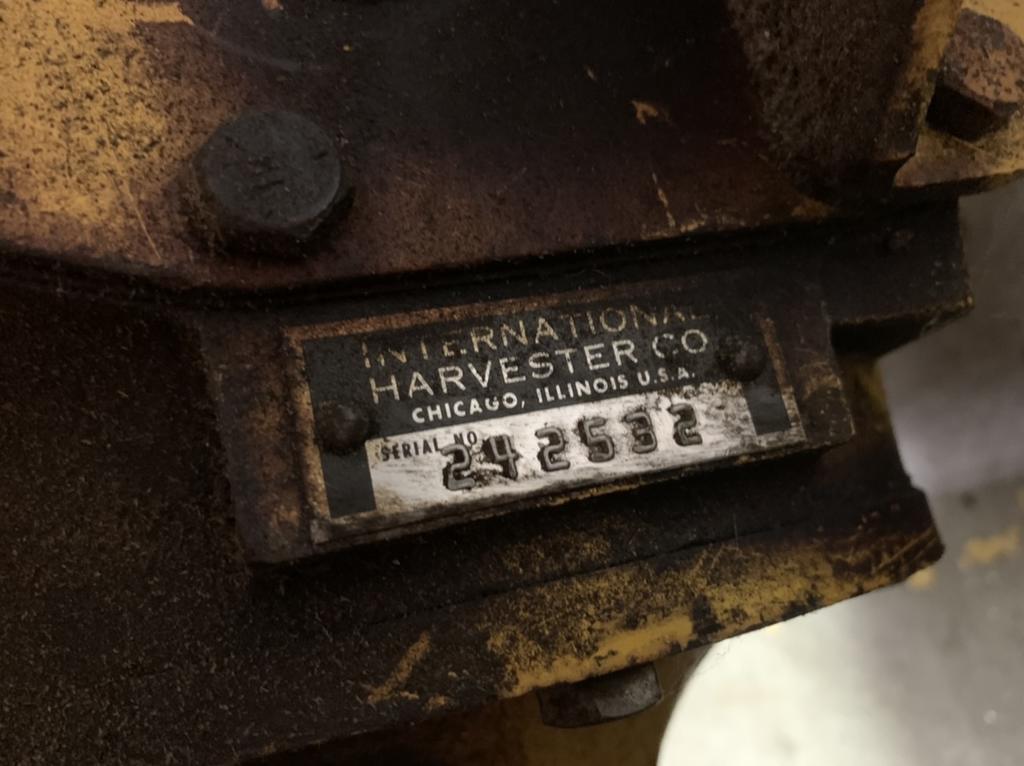 INTERNATIONAL
HARVESTER CO
CHICAGO, ILLINOIS U.S.A.
SERIAL NO.
242532